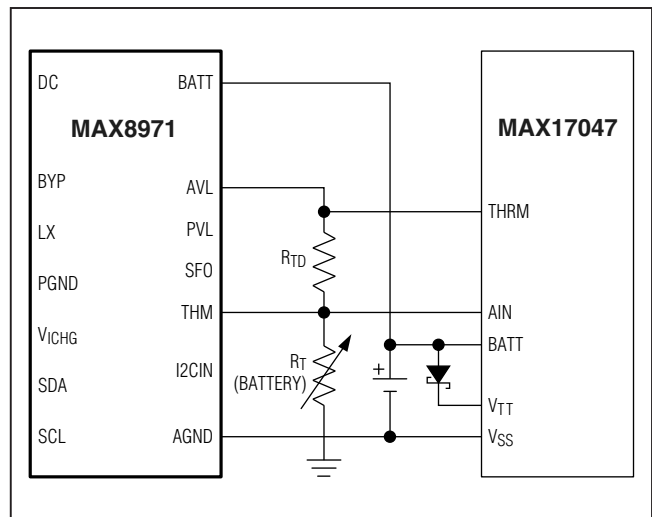 DC
BATT
MAX8971
MAX17047
BYP
AVL
THRM
LX
PVL
RTD
SFO
PGND
THM
AIN
BATT
VICHG
I2CIN
RT
(BATTERY)
+
SDA
VTT
SCL
AGND
VSS